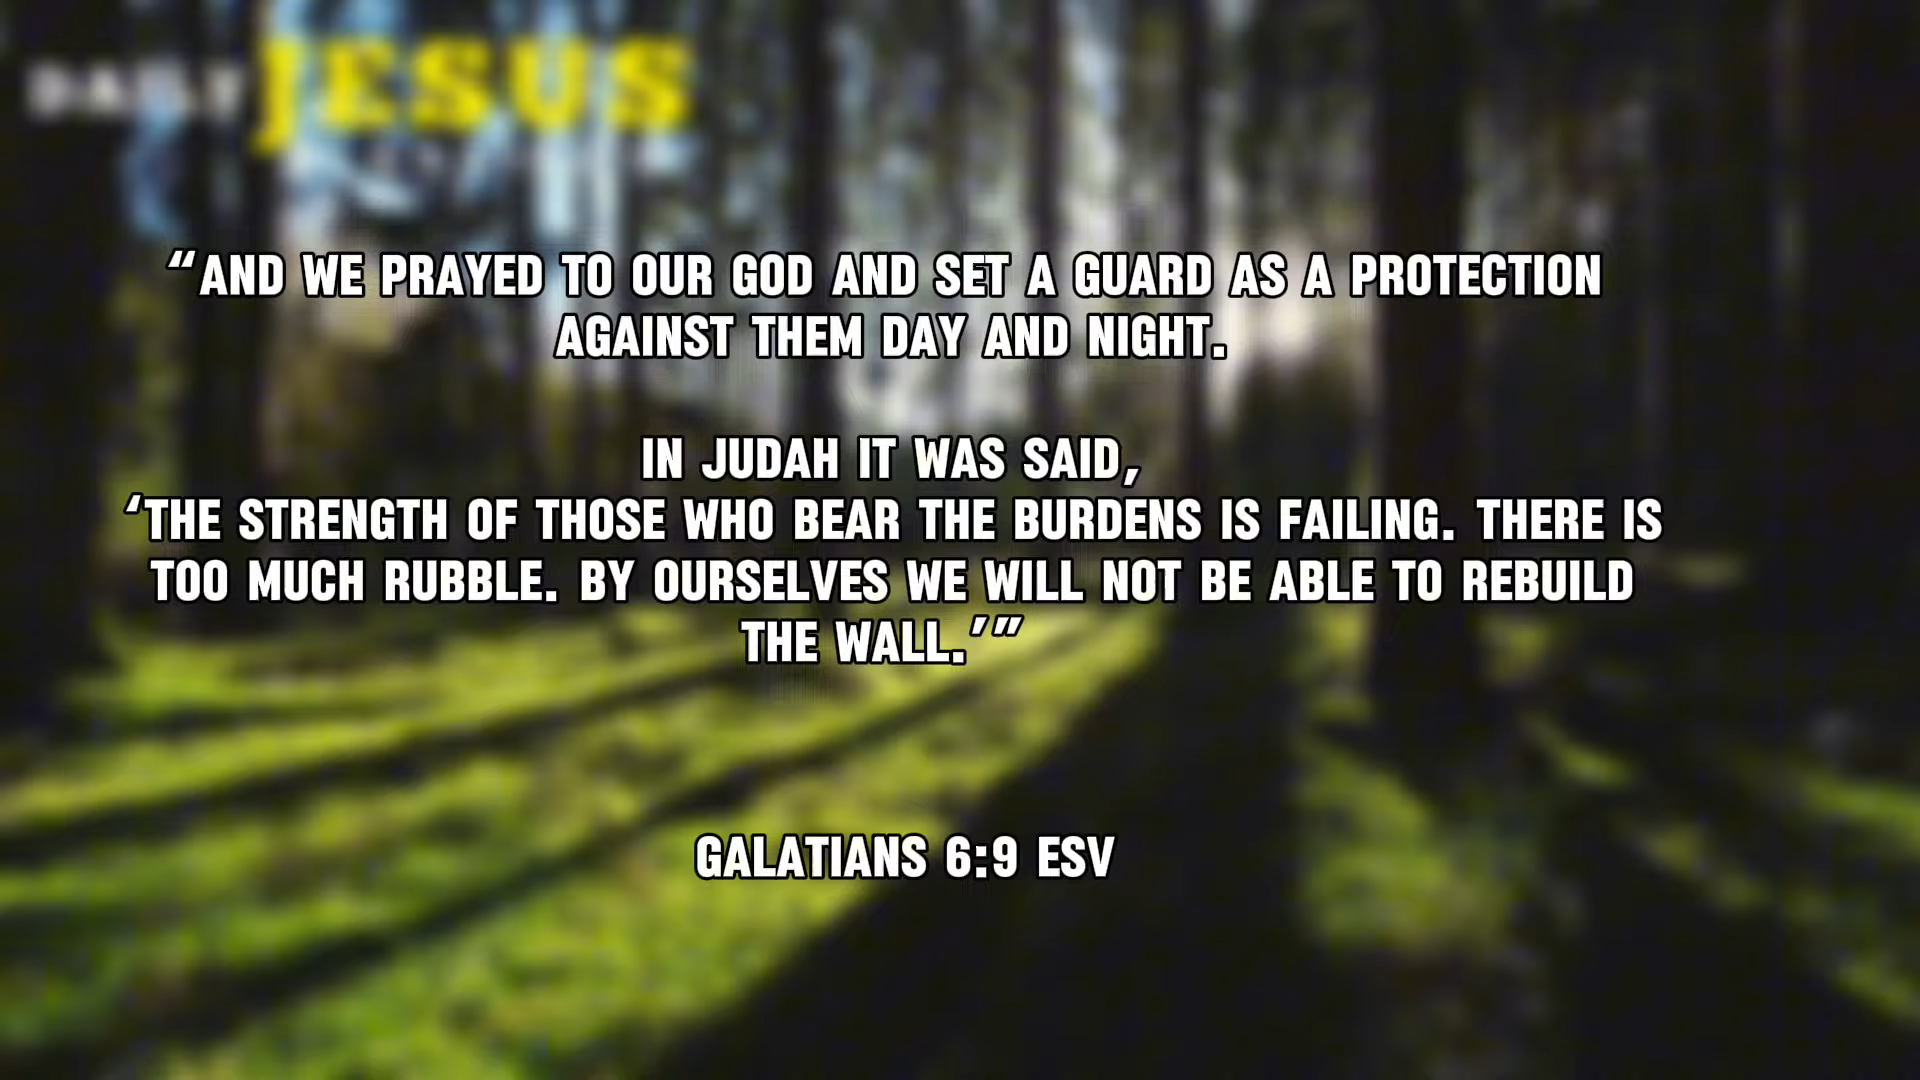 DAILY JESUS
“AND WE PRAYED TO OUR GOD AND SET A GUARD AS A PROTECTION
AGAINST THEM DAY AND NIGHT.
IN JUDAH IT WAS SAID,
‘THE STRENGTH OF THOSE WHO BEAR THE BURDENS IS FAILING. THERE IS
TOO MUCH RUBBLE. BY OURSELVES WE WILL NOT BE ABLE TO REBUILD
THE WALL.’”
GALATIANS 6:9 ESV